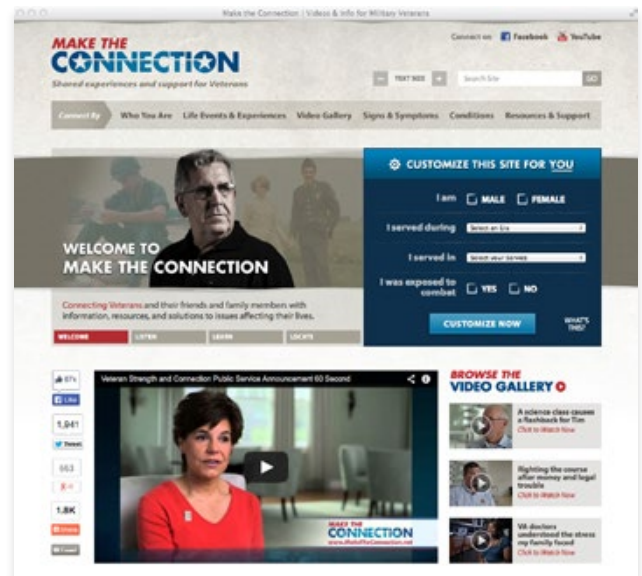 Make the Connection | Videos & Info for Military Veterans
MAKE THE
CONNECTION
Shared experiences and support for Veterans
Connect on: Facebook YouTube
TEXT SIZE
Search Site
GO
Connect By
Who You Are
Life Events & Experiences
Video Gallery
Signs & Symptoms
Conditions
Resources & Support
WELCOME TO
MAKE THE CONNECTION
Connecting Veterans and their friends and family members with
information, resources, and solutions to issues affecting their lives.
WELCOME
LISTEN
LEARN
LOCATE
CUSTOMIZE THIS SITE FOR YOU
I am MALE FEMALE
I served during Select an Era
I served in Select your Service
I was exposed to
combat YES NO
CUSTOMIZE NOW
WHAT'S
THIS?
87k
Like
1,941
Tweet
553
1.8K
Veteran Strength and Connection Public Service Announcement 60 Second
MAKE THE
CONNECTION
www.MakeTheConnection.net
BROWSE THE
VIDEO GALLERY
A science class causes
a flashback for Tim
Click to Watch Now
Righting the course
after money and legal
trouble
Click to Watch Now
VA doctors
understood the stress
my family faced
Click to Watch Now